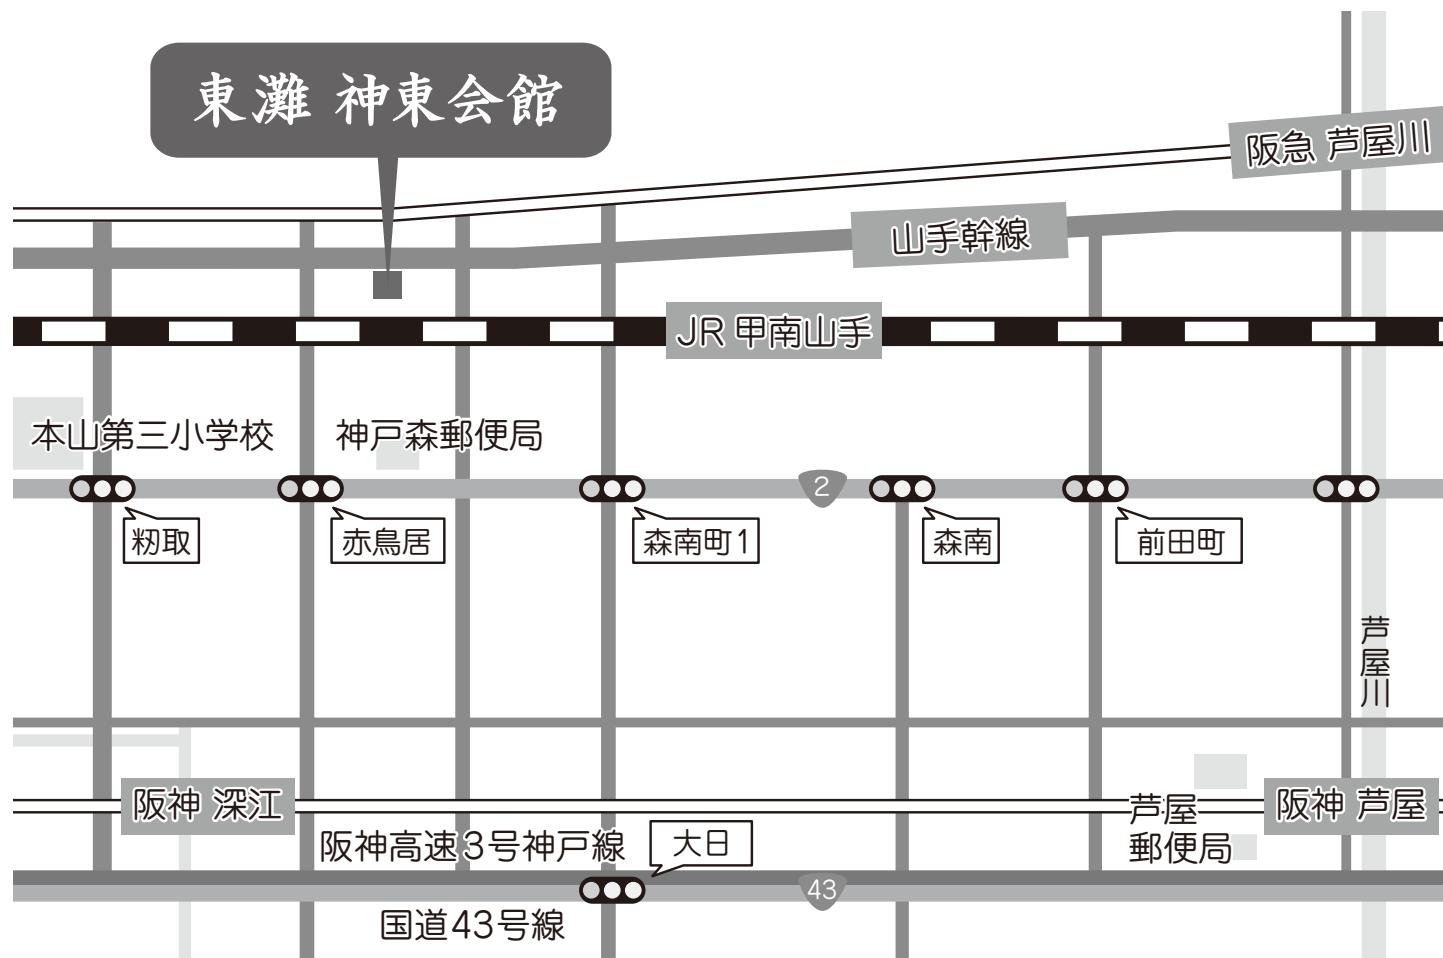 東灘 神東会館
阪急 芦屋川
山手幹線
JR 甲南山手
本山第三小学校
神戸森郵便局
2
籾取
赤鳥居
森南町1
森南
前田町
芦屋川
阪神 深江
芦屋
郵便局
阪神 芦屋
阪神高速3号神戸線
大日
43
国道43号線